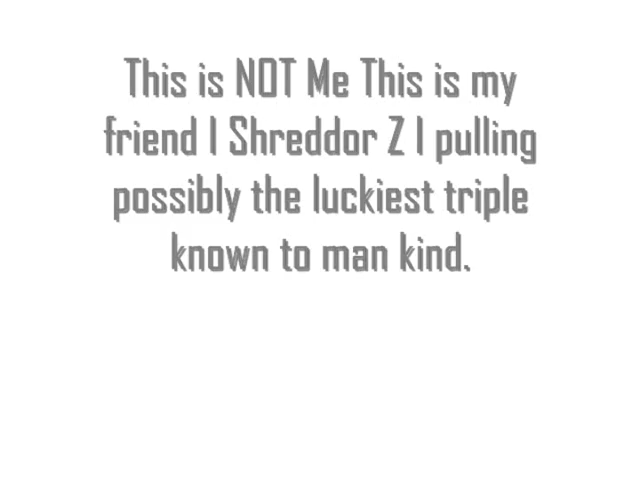 This is NOT Me This is my
friend I Shreddor Z I pulling
possibly the luckiest triple
known to man kind.